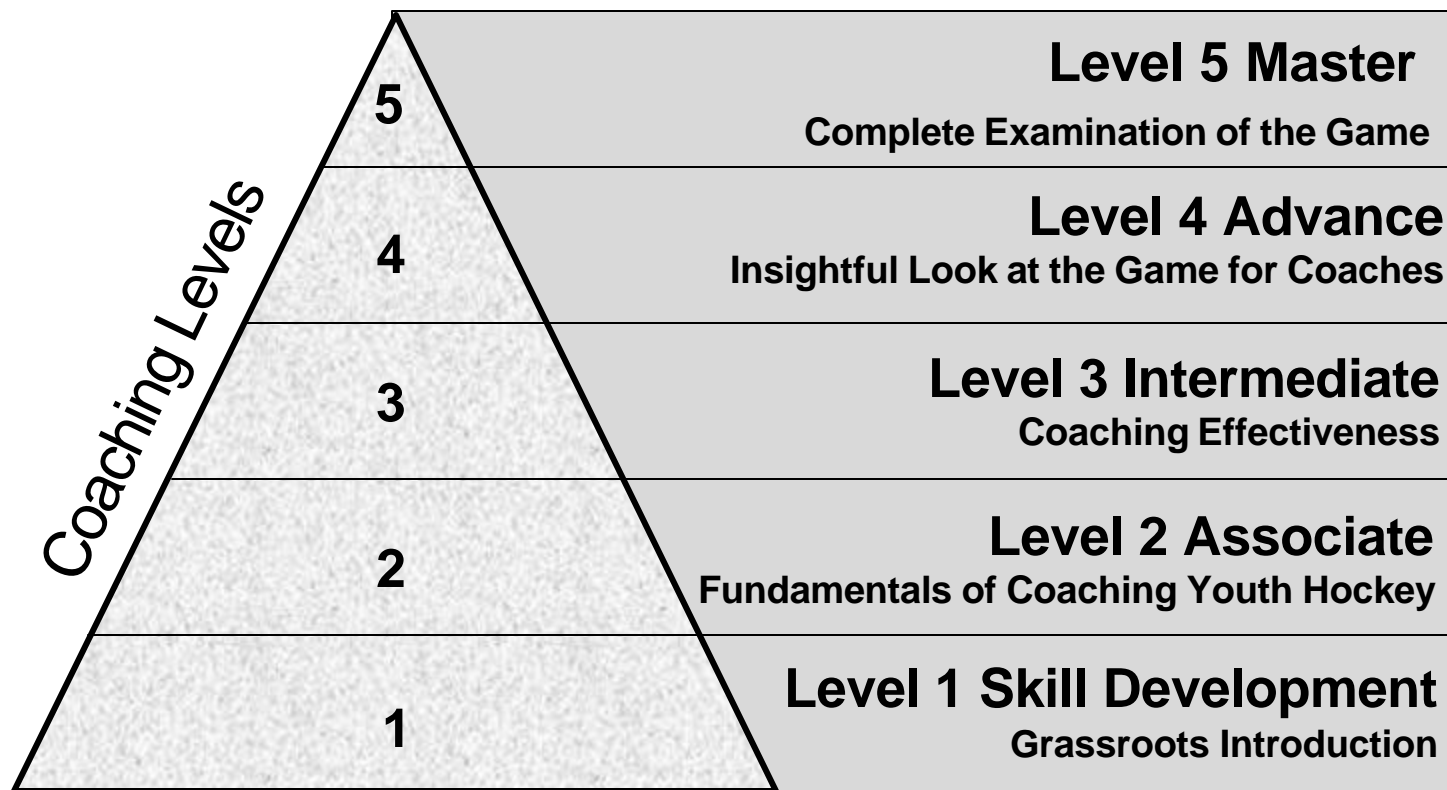 Coaching Levels
5
Level 5 Master
Complete Examination of the Game
4
Level 4 Advance
Insightful Look at the Game for Coaches
3
Level 3 Intermediate
Coaching Effectiveness
2
Level 2 Associate
Fundamentals of Coaching Youth Hockey
1
Level 1 Skill Development
Grassroots Introduction